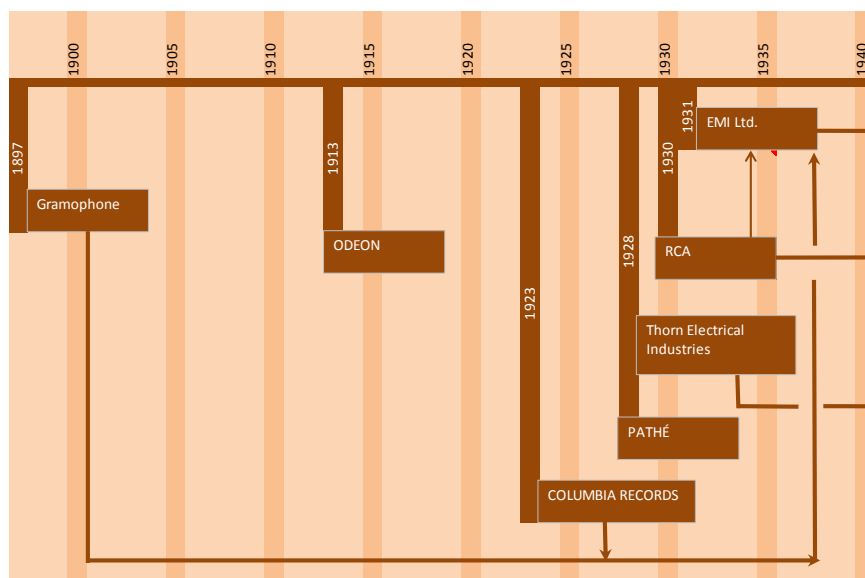 1900
1905
1910
1915
1920
1925
1930
1935
1940
1897
1913
1923
1928
1930
1931
EMI Ltd.
Gramophone
ODEON
RCA
Thorn Electrical
Industries
PATHÉ
COLUMBIA RECORDS